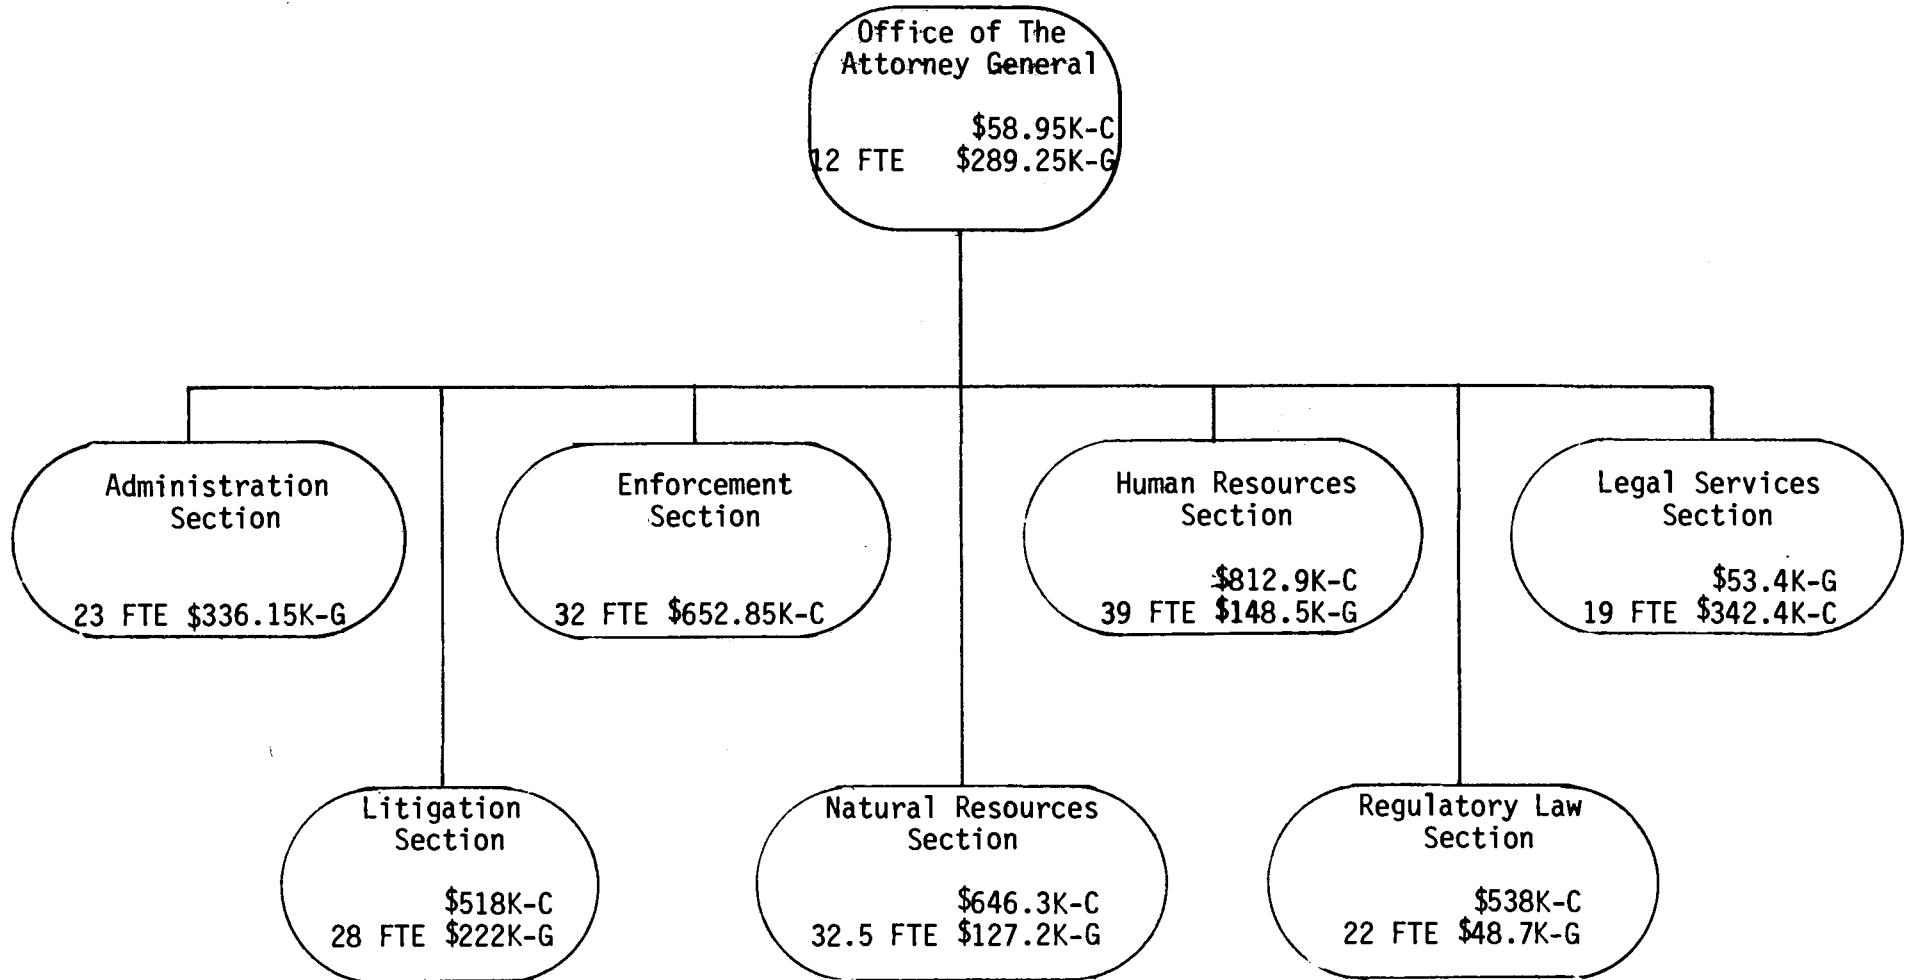 Office of The
Attorney General
$58.95K-C
12 FTE $289.25K-G
Administration
Section
23 FTE $336.15K-G
Enforcement
Section
32 FTE $652.85K-C
Human Resources
Section
$812.9K-C
39 FTE $148.5K-G
Legal Services
Section
$53.4K-G
19 FTE $342.4K-C
Litigation
Section
$518K-C
28 FTE $222K-G
Natural Resources
Section
$646.3K-C
32.5 FTE $127.2K-G
Regulatory Law
Section
$538K-C
22 FTE $48.7K-G